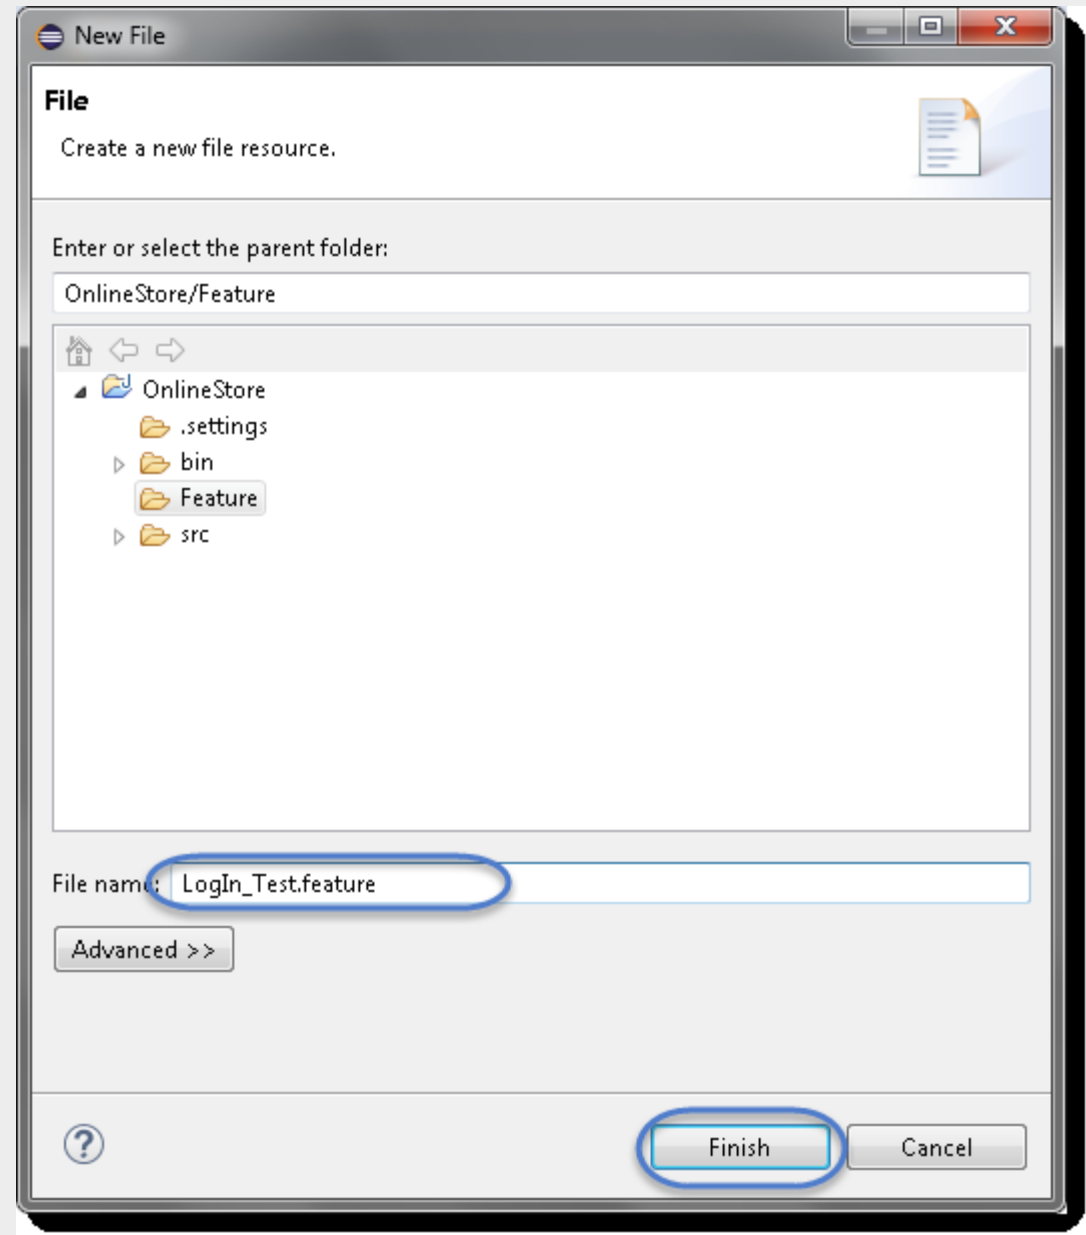 New File
File
Create a new file resource.
Enter or select the parent folder:
OnlineStore/Feature
OnlineStore
.settings
bin
Feature
src
File name: LogIn_Test.feature
Advanced >>
Finish Cancel